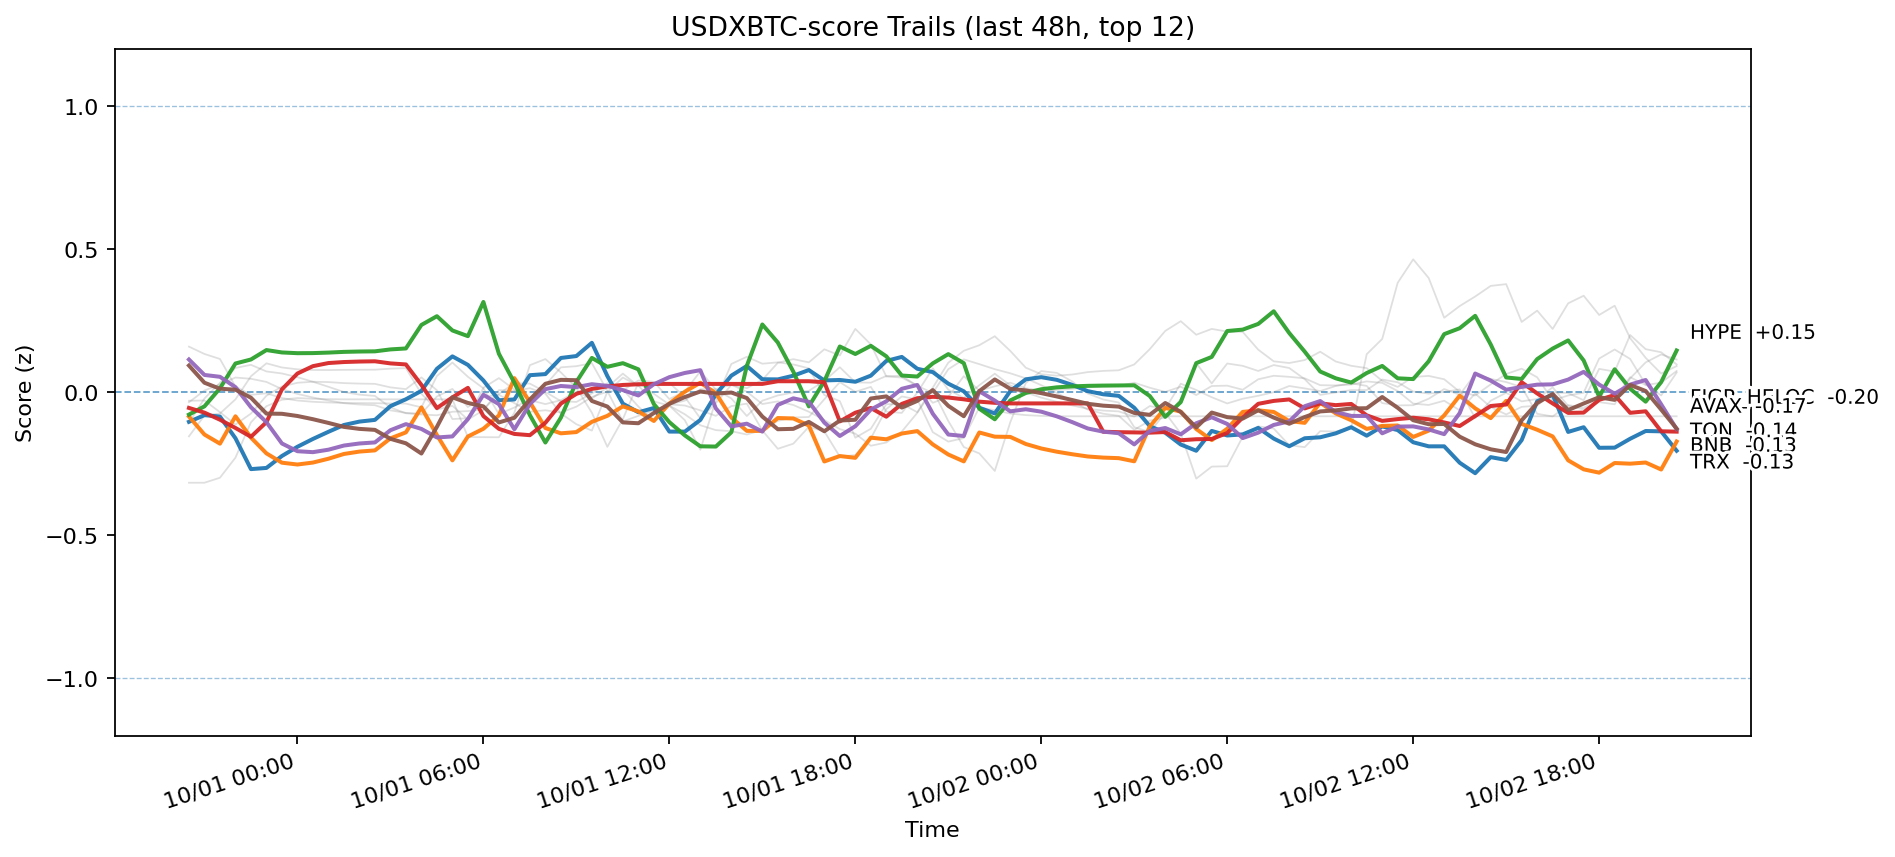 USDXBTC-score Trails (last 48h, top 12)
Score (z)
1.0
0.5
0.0
−0.5
−1.0
HYPE +0.15
HELOC -0.20
AVAX -0.17
TON -0.14
BNB -0.13
TRX -0.13
10/01 00:00
10/01 06:00
10/01 12:00
10/01 18:00
10/02 00:00
10/02 06:00
10/02 12:00
10/02 18:00
Time